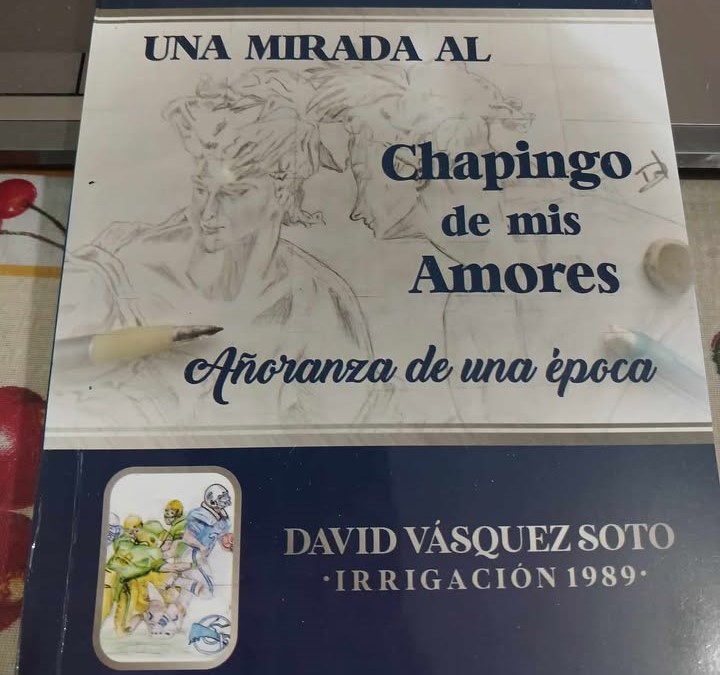 UNA MIRADA AL
Chapingo
de mis
Amores
Añoranza de una época
DAVID VÁSQUEZ SOTO
·IRRIGACIÓN 1989·